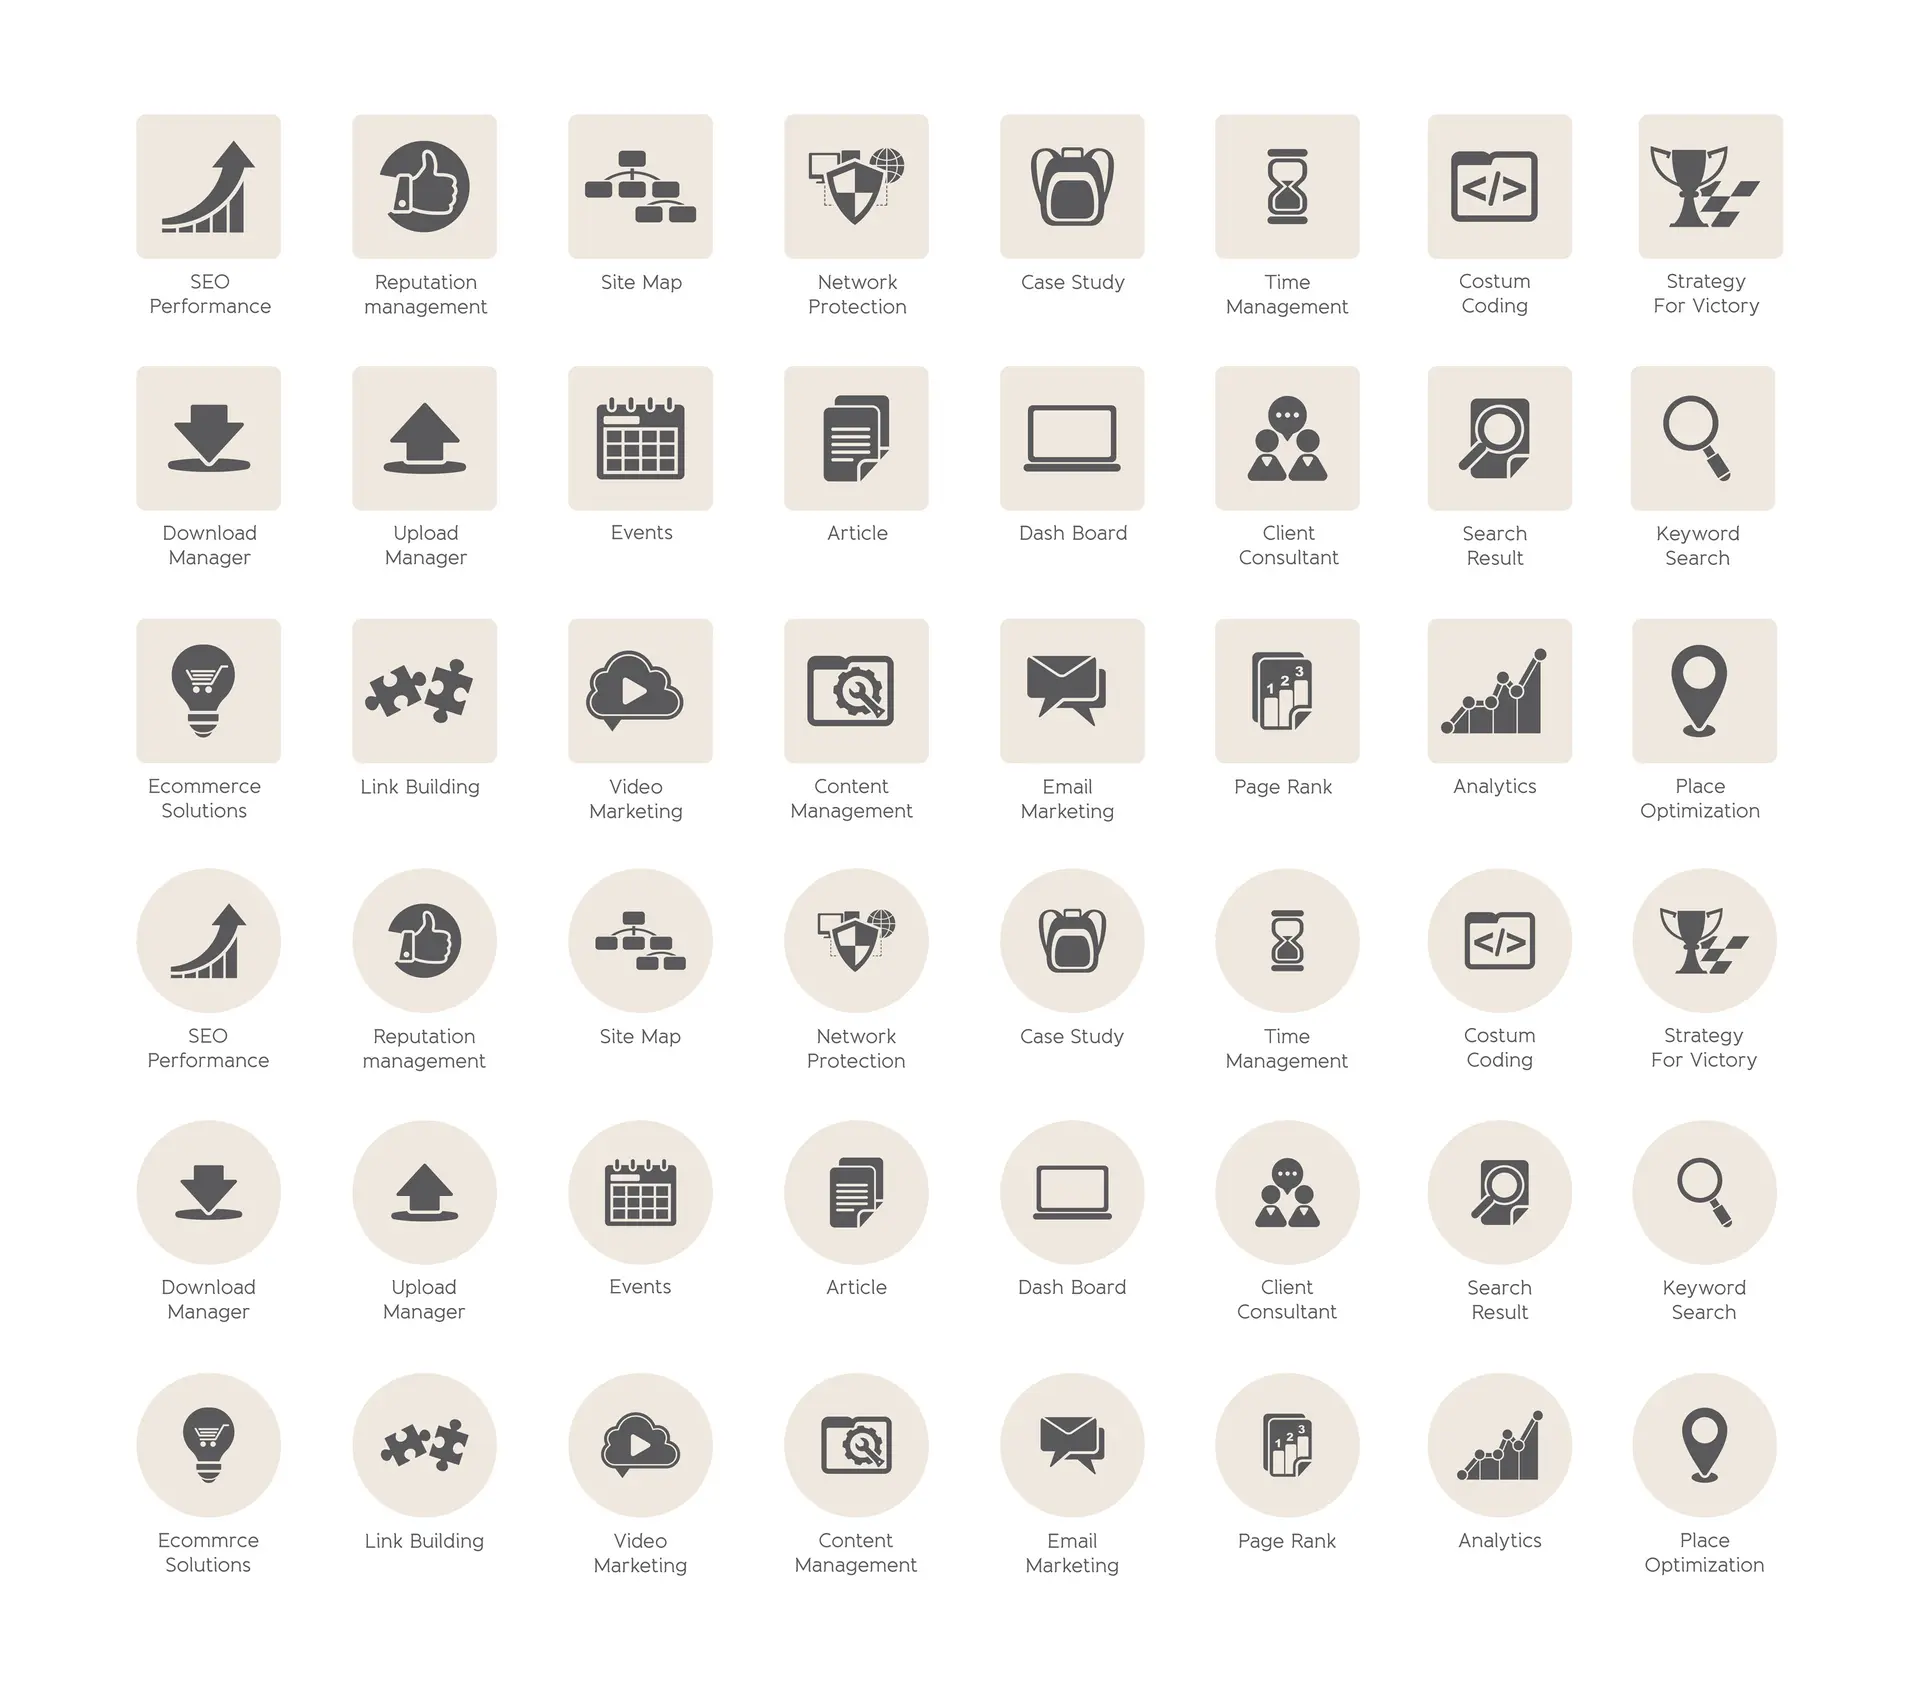 SEO
Performance
Reputation
management
Site Map
Network
Protection
Case Study
Time
Management
</>
Costum
Coding
Strategy
For Victory
Download
Manager
Upload
Manager
Events
Article
Dash Board
Client
Consultant
Search
Result
Keyword
Search
Ecommerce
Solutions
Link Building
Video
Marketing
Content
Management
Email
Marketing
1 2 3
Page Rank
Analytics
Place
Optimization
SEO
Performance
Reputation
management
Site Map
Network
Protection
Case Study
Time
Management
</>
Costum
Coding
Strategy
For Victory
Download
Manager
Upload
Manager
Events
Article
Dash Board
Client
Consultant
Search
Result
Keyword
Search
Ecommrce
Solutions
Link Building
Video
Marketing
Content
Management
Email
Marketing
1 2 3
Page Rank
Analytics
Place
Optimization